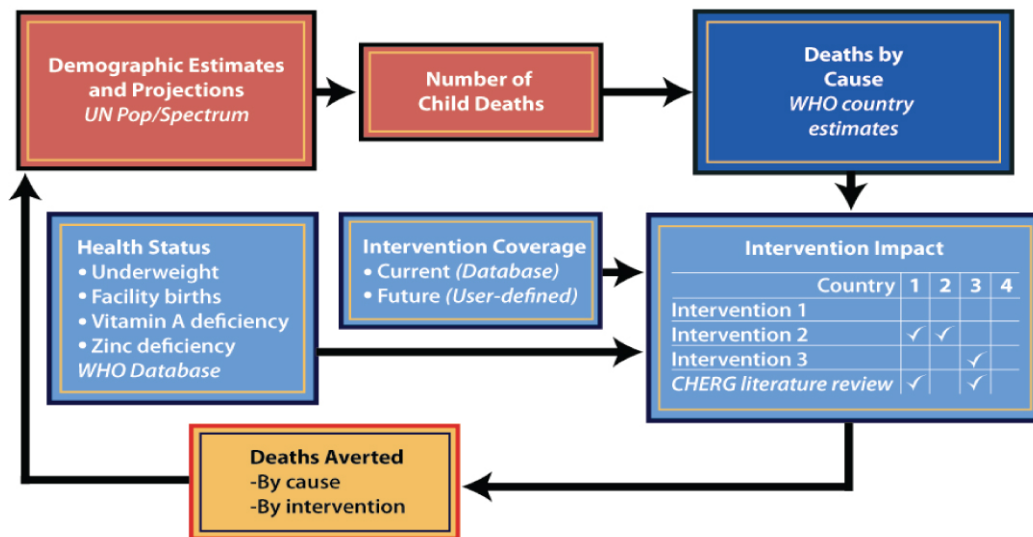 Demographic Estimates
and Projections
UN Pop/Spectrum
Number of
Child Deaths
Deaths by
Cause
WHO country
estimates
Health Status
• Underweight
• Facility births
• Vitamin A deficiency
• Zinc deficiency
WHO Database
Intervention Coverage
• Current (Database)
• Future (User-defined)
Intervention Impact
Country 1 2 3 4
Intervention 1
Intervention 2 ✓ ✓
Intervention 3 ✓
CHERG literature review ✓ ✓
Deaths Averted
-By cause
-By intervention